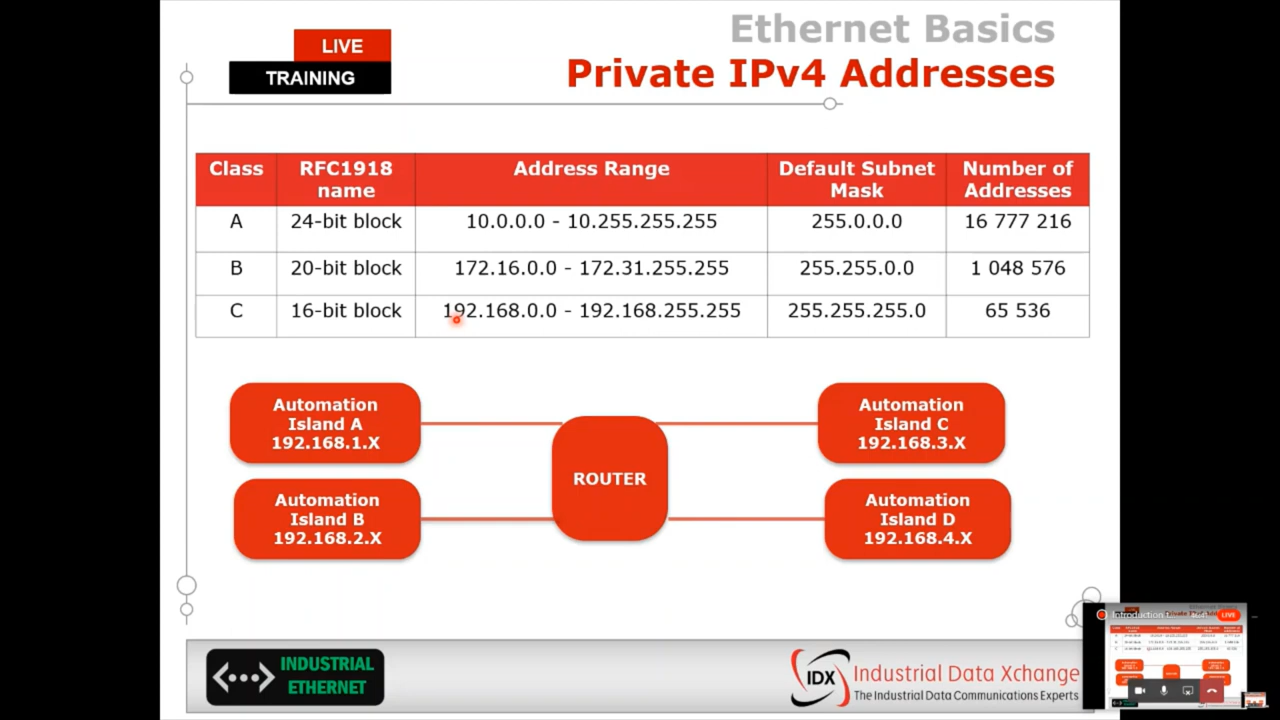 Ethernet Basics
LIVE
TRAINING
Private IPv4 Addresses
Class RFC1918 name Address Range Default Subnet Mask Number of Addresses
A 24-bit block 10.0.0.0 - 10.255.255.255 255.0.0.0 16 777 216
B 20-bit block 172.16.0.0 - 172.31.255.255 255.255.0.0 1 048 576
C 16-bit block 192.168.0.0 - 192.168.255.255 255.255.255.0 65 536
Automation
Island A
192.168.1.X
Automation
Island C
192.168.3.X
ROUTER
Automation
Island B
192.168.2.X
Automation
Island D
192.168.4.X
INDUSTRIAL
ETHERNET
IDX
Industrial Data Xchange
The Industrial Data Communications Experts
Introduction
LIVE
Private IPv4 Addresses